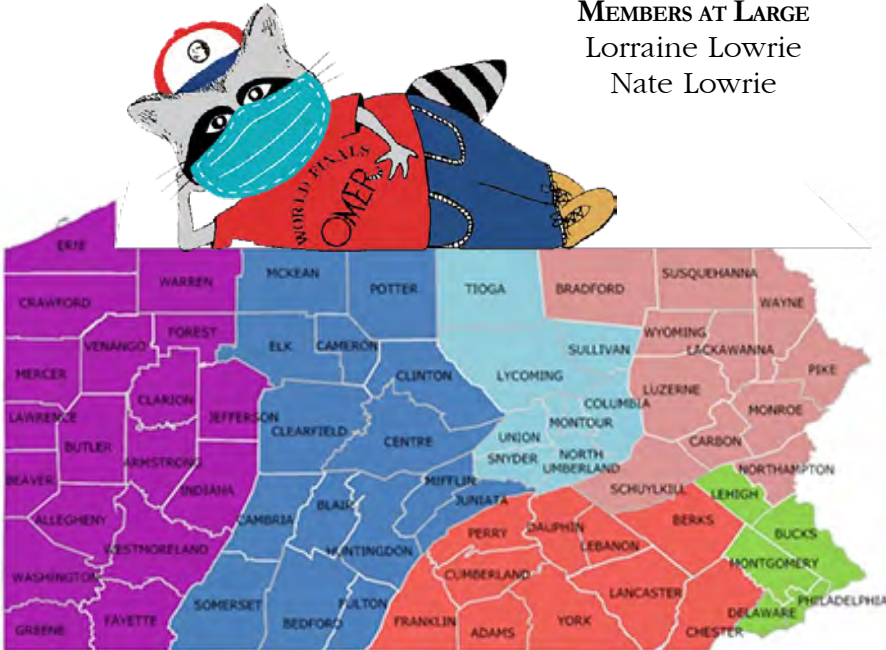 MEMBERS AT LARGE
Lorraine Lowrie
Nate Lowrie
WORLD FINALS
OMER
ERIE
CRAWFORD
WARREN
MCKEAN
POTTER
TIOGA
BRADFORD
SUSQUEHANNA
WAYNE
MERCER
VENANGO
FOREST
ELK
CAMERON
CLINTON
LYCOMING
SULLIVAN
WYOMING
LACKAWANNA
PIKE
LAWRENCE
BUTLER
CLARION
JEFFERSON
CLEARFIELD
CENTRE
UNION
SNYDER
COLUMBIA
MONTOUR
NORTH
UMBERLAND
LUZERNE
MONROE
CARBON
BEAVER
ARMSTRONG
INDIANA
CAMBRIA
BLAIR
MIFFLIN
JUNIATA
SCHUYLKILL
LEHIGH
NORTHAMPTON
ALLEGHENY
WESTMORELAND
HUNTINGDON
PERRY
DAUPHIN
LEBANON
BERKS
BUCKS
MONTGOMERY
WASHINGTON
SOMERSET
BEDFORD
FULTON
CUMBERLAND
LANCASTER
PHILADELPHIA
GREENE
FAYETTE
FRANKLIN
ADAMS
YORK
CHESTER
DELAWARE